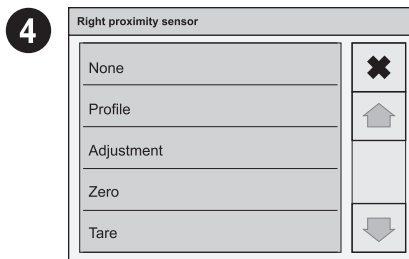 4
Right proximity sensor
None
Profile
Adjustment
Zero
Tare